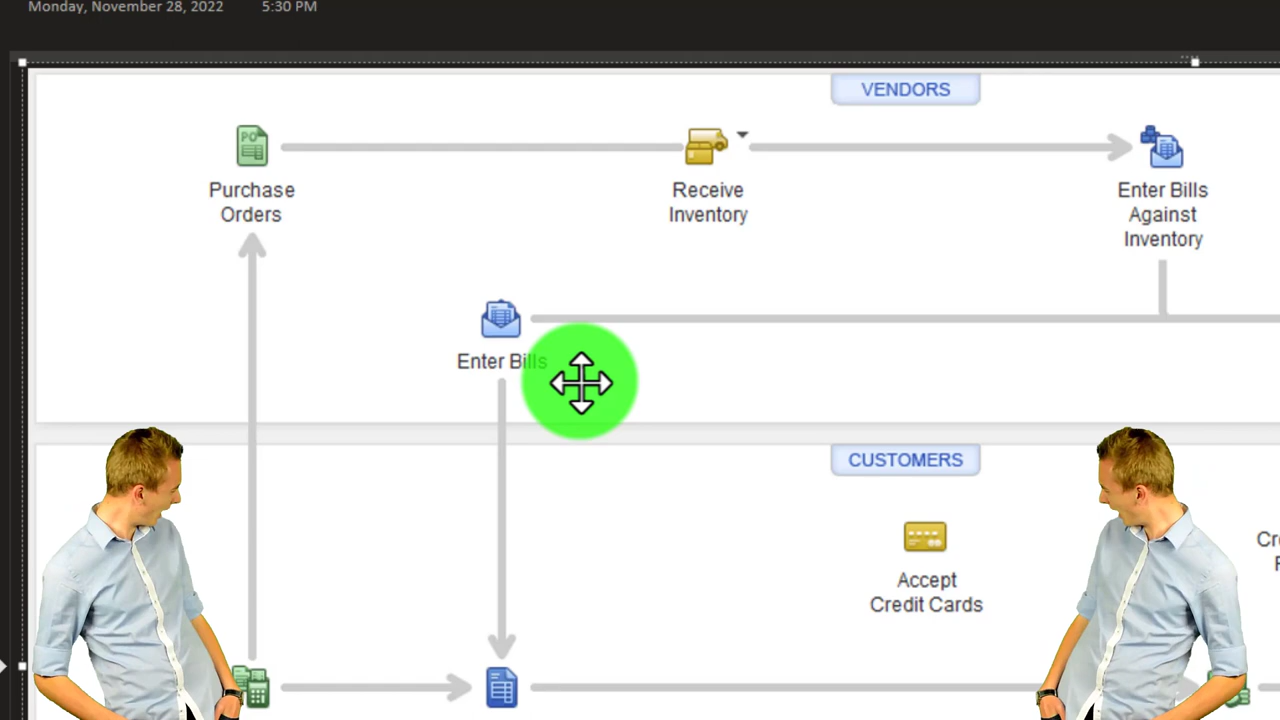 Monday, November 28, 2022 5:30 PM
VENDORS
PO
Purchase
Orders
Receive
Inventory
Enter Bills
Against
Inventory
Enter Bills
CUSTOMERS
Accept
Credit Cards